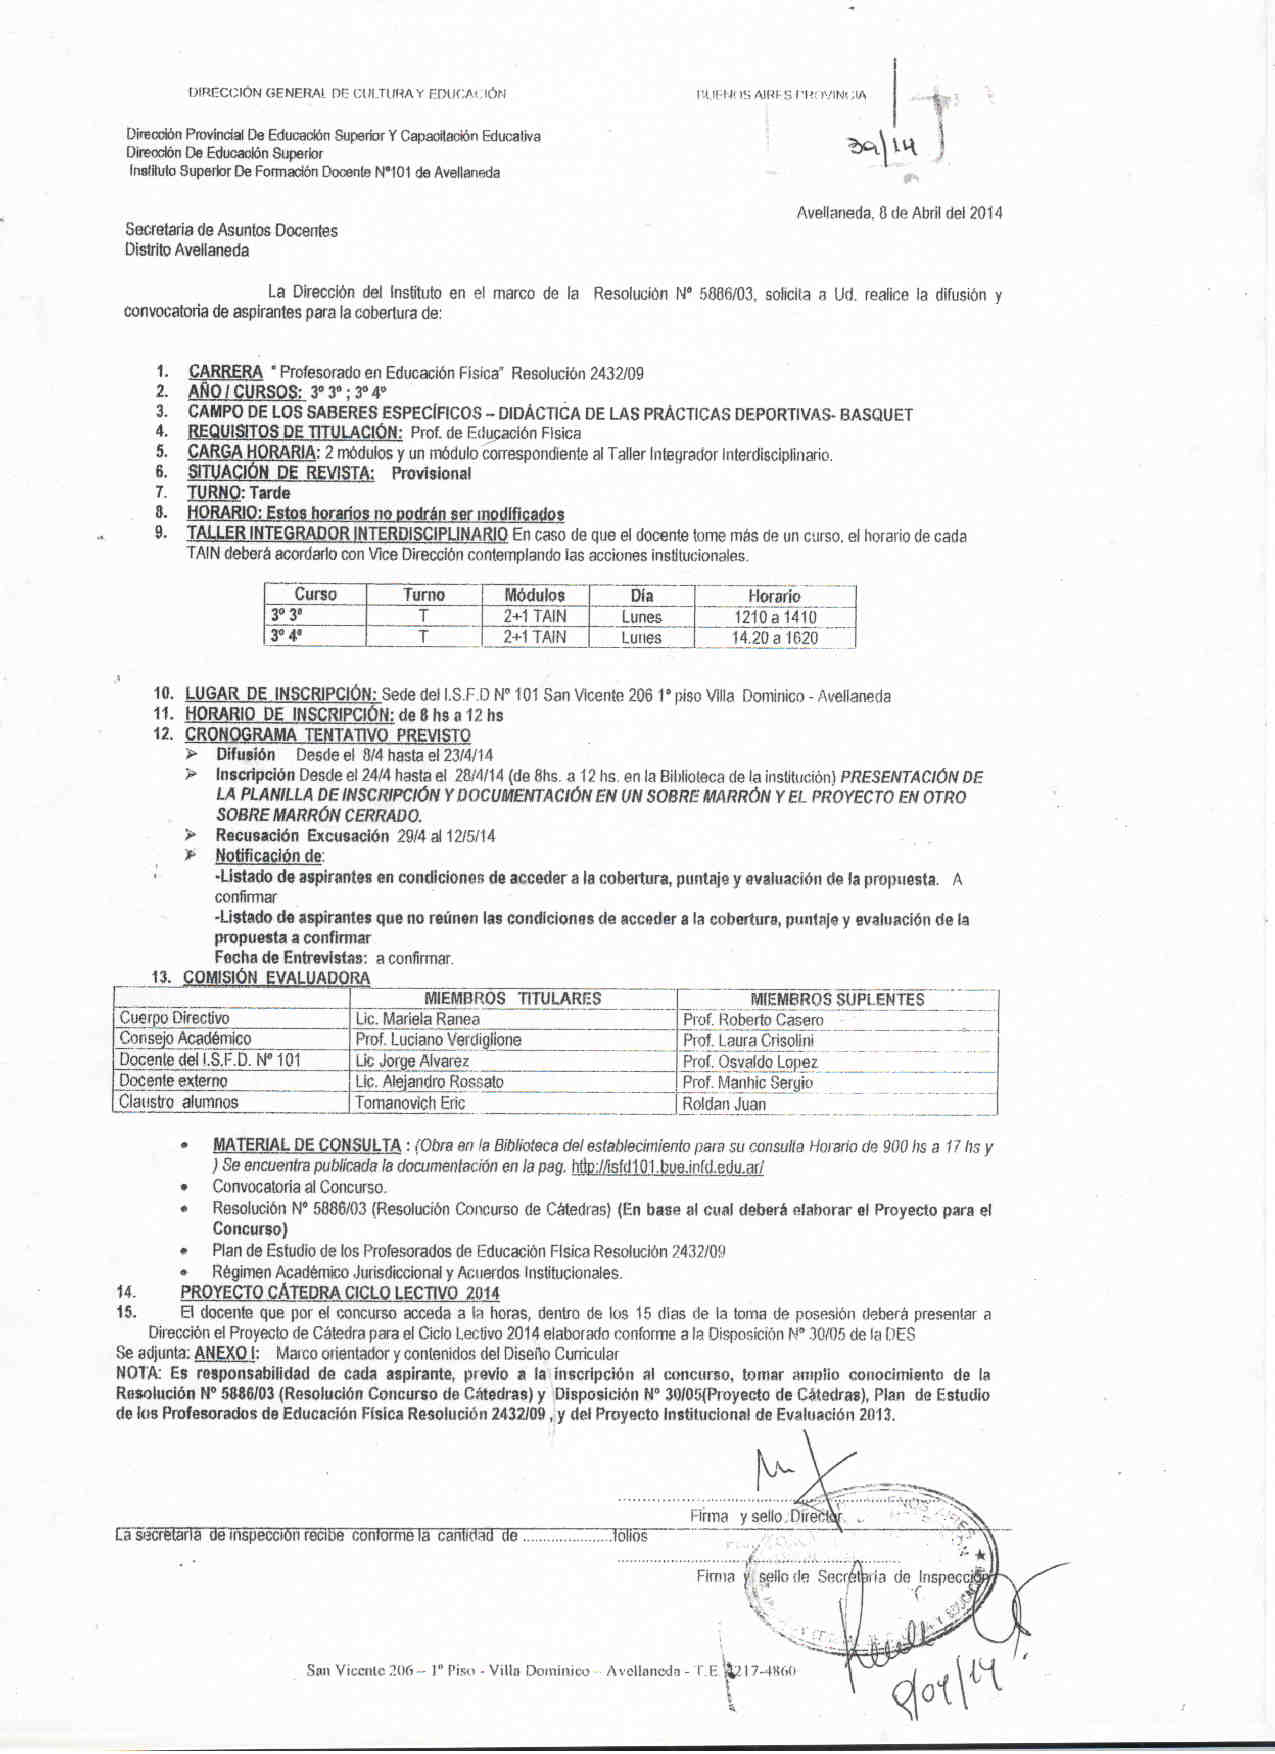 DIRECCIÓN GENERAL DE CULTURA Y EDUCACIÓN BUENOS AIRES PROVINCIA
39/14
Dirección Provincial De Educación Superior Y Capacitación Educativa
Dirección De Educación Superior
Instituto Superior De Formación Docente Nº101 de Avellaneda
Avellaneda, 8 de Abril del 2014
Secretaria de Asuntos Docentes
Distrito Avellaneda
La Dirección del Instituto en el marco de la Resolución Nº 5886/03, solicita a Ud. realice la difusión y
convocatoria de aspirantes para la cobertura de:
1. CARRERA " Profesorado en Educación Fisica" Resolución 2432/09
2. AÑO / CURSOS: 3º 3º ; 3º 4º
3. CAMPO DE LOS SABERES ESPECÍFICOS – DIDÁCTICA DE LAS PRÁCTICAS DEPORTIVAS- BASQUET
4. REQUISITOS DE TITULACIÓN: Prof. de Educación Física
5. CARGA HORARIA: 2 módulos y un módulo correspondiente al Taller Integrador Interdisciplinario.
6. SITUACIÓN DE REVISTA: Provisional
7. TURNO: Tarde
8. HORARIO: Estos horarios no podrán ser modificados
9. TALLER INTEGRADOR INTERDISCIPLINARIO En caso de que el docente tome más de un curso, el horario de cada
TAIN deberá acordarlo con Vice Dirección contemplando las acciones institucionales.
Curso Turno Módulos Día Horario
3º 3ª T 2+1 TAIN Lunes 1210 a 1410
3º 4ª T 2+1 TAIN Lunes 14.20 a 1620
10. LUGAR DE INSCRIPCIÓN: Sede del I.S.F.D Nº 101 San Vicente 206 1º piso Villa Dominico - Avellaneda
11. HORARIO DE INSCRIPCIÓN: de 8 hs a 12 hs
12. CRONOGRAMA TENTATIVO PREVISTO
➢ Difusión Desde el 8/4 hasta el 23/4/14
➢ Inscripción Desde el 24/4 hasta el 28/4/14 (de 8hs. a 12 hs. en la Biblioteca de la institución) PRESENTACIÓN DE
LA PLANILLA DE INSCRIPCIÓN Y DOCUMENTACIÓN EN UN SOBRE MARRÓN Y EL PROYECTO EN OTRO
SOBRE MARRÓN CERRADO.
➢ Recusación Excusación 29/4 al 12/5/14
➢ Notificación de:
-Listado de aspirantes en condiciones de acceder a la cobertura, puntaje y evaluación de la propuesta. A
confirmar
-Listado de aspirantes que no reúnen las condiciones de acceder a la cobertura, puntaje y evaluación de la
propuesta a confirmar
Fecha de Entrevistas: a confirmar.
13. COMISIÓN EVALUADORA
MIEMBROS TITULARES MIEMBROS SUPLENTES
Cuerpo Directivo Lic. Mariela Ranea Prof. Roberto Casero
Consejo Académico Prof. Luciano Verdiglione Prof. Laura Crisolini
Docente del I.S.F.D. Nº 101 Lic Jorge Alvarez Prof. Osvaldo Lopez
Docente externo Lic. Alejandro Rossato Prof. Manhic Sergio
Claustro alumnos Tomanovich Eric Roldan Juan
• MATERIAL DE CONSULTA : (Obra en la Biblioteca del establecimiento para su consulta Horario de 900 hs a 17 hs y
) Se encuentra publicada la documentación en la pag. http://isfd101.bue.infd.edu.ar/
• Convocatoria al Concurso.
• Resolución Nº 5886/03 (Resolución Concurso de Cátedras) (En base al cual deberá elaborar el Proyecto para el
Concurso)
• Plan de Estudio de los Profesorados de Educación Física Resolución 2432/09
• Régimen Académico Jurisdiccional y Acuerdos Institucionales.
14. PROYECTO CÁTEDRA CICLO LECTIVO 2014
15. El docente que por el concurso acceda a la horas, dentro de los 15 dias de la toma de posesión deberá presentar a
Dirección el Proyecto de Cátedra para el Ciclo Lectivo 2014 elaborado conforme a la Disposición Nº 30/05 de la DES
Se adjunta: ANEXO I: Marco orientador y contenidos del Diseño Curricular
NOTA: Es responsabilidad de cada aspirante, previo a la inscripción al concurso, tomar amplio conocimiento de la
Resolución Nº 5886/03 (Resolución Concurso de Cátedras) y Disposición Nº 30/05(Proyecto de Cátedras), Plan de Estudio
de los Profesorados de Educación Física Resolución 2432/09 , y del Proyecto Institucional de Evaluación 2013.
Firma y sello Director
La secretaría de inspección recibe conforme la cantidad de ......................folios
Firma y sello de Secretaria de Inspección
San Vicente 206 – 1º Piso - Villa Dominico - Avellaneda - T.E 4217-4860
8/04/14